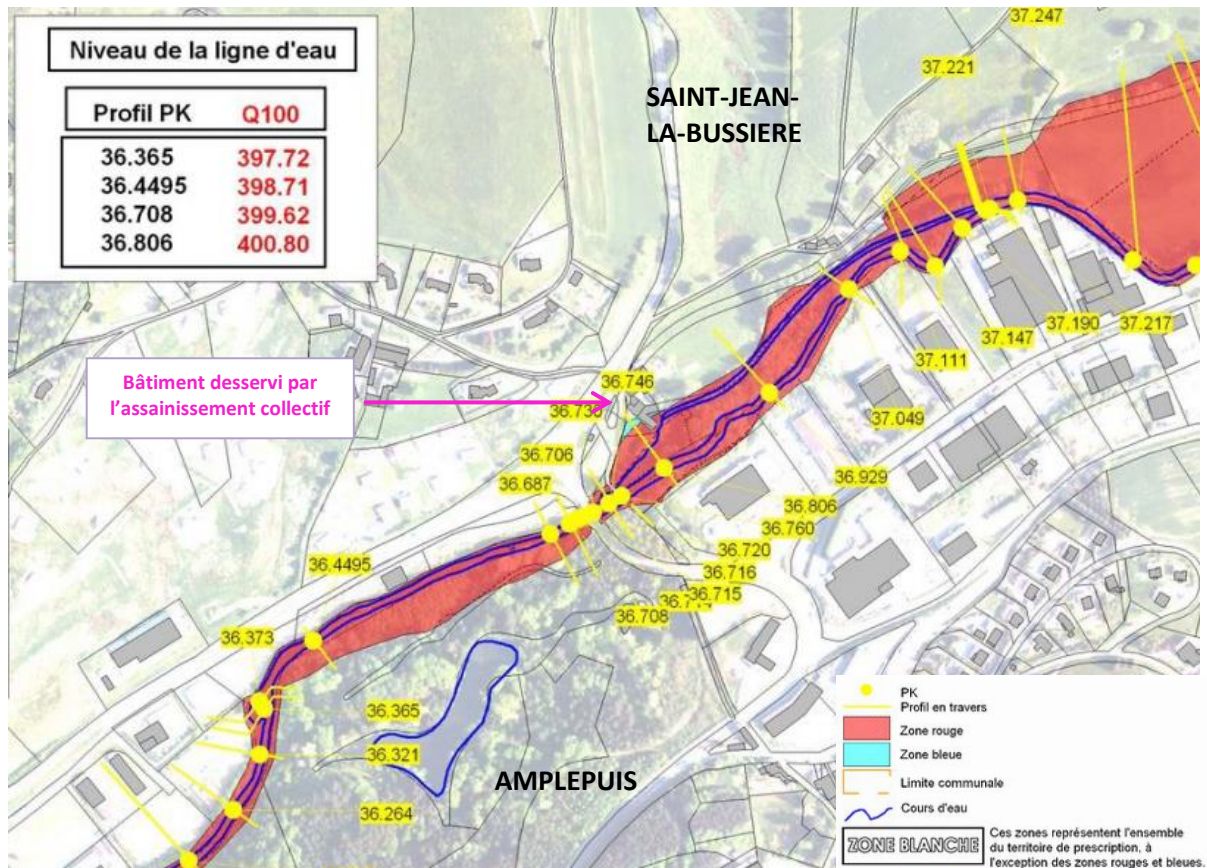 Niveau de la ligne d'eau
Profil PK Q100
36.365 397.72
36.4495 398.71
36.708 399.62
36.806 400.80
SAINT-JEAN-
LA-BUSSIERE
37.247
37.221
Bâtiment desservi par
l'assainissement collectif
36.746
36.706
36.687
36.4495
36.373
37.217
37.190
37.147
37.111
37.049
36.929
36.806
36.760
36.720
36.716
36.715
36.708
36.365
36.321
36.264
AMPLEPUIS
PK
Profil en travers
Zone rouge
Zone bleue
Limite communale
Cours d'eau
ZONE BLANCHE
Ces zones représentent l'ensemble
du territoire de prescription, à
l'exception des zones rouges et bleues.